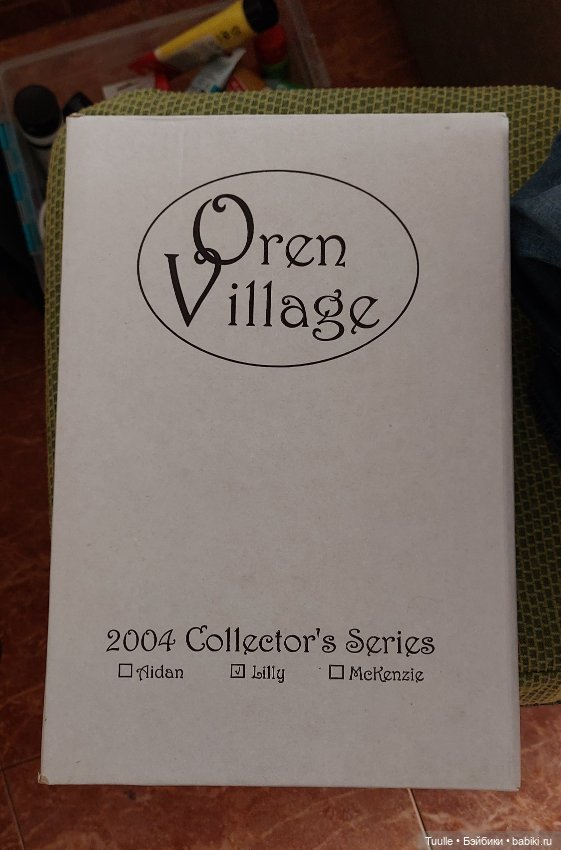 Oren
Village
2004 Collector's Series
☐ Aidan ☑ Lilly ☐ McKenzie
Tuulle • Бэйбики • babiki.ru